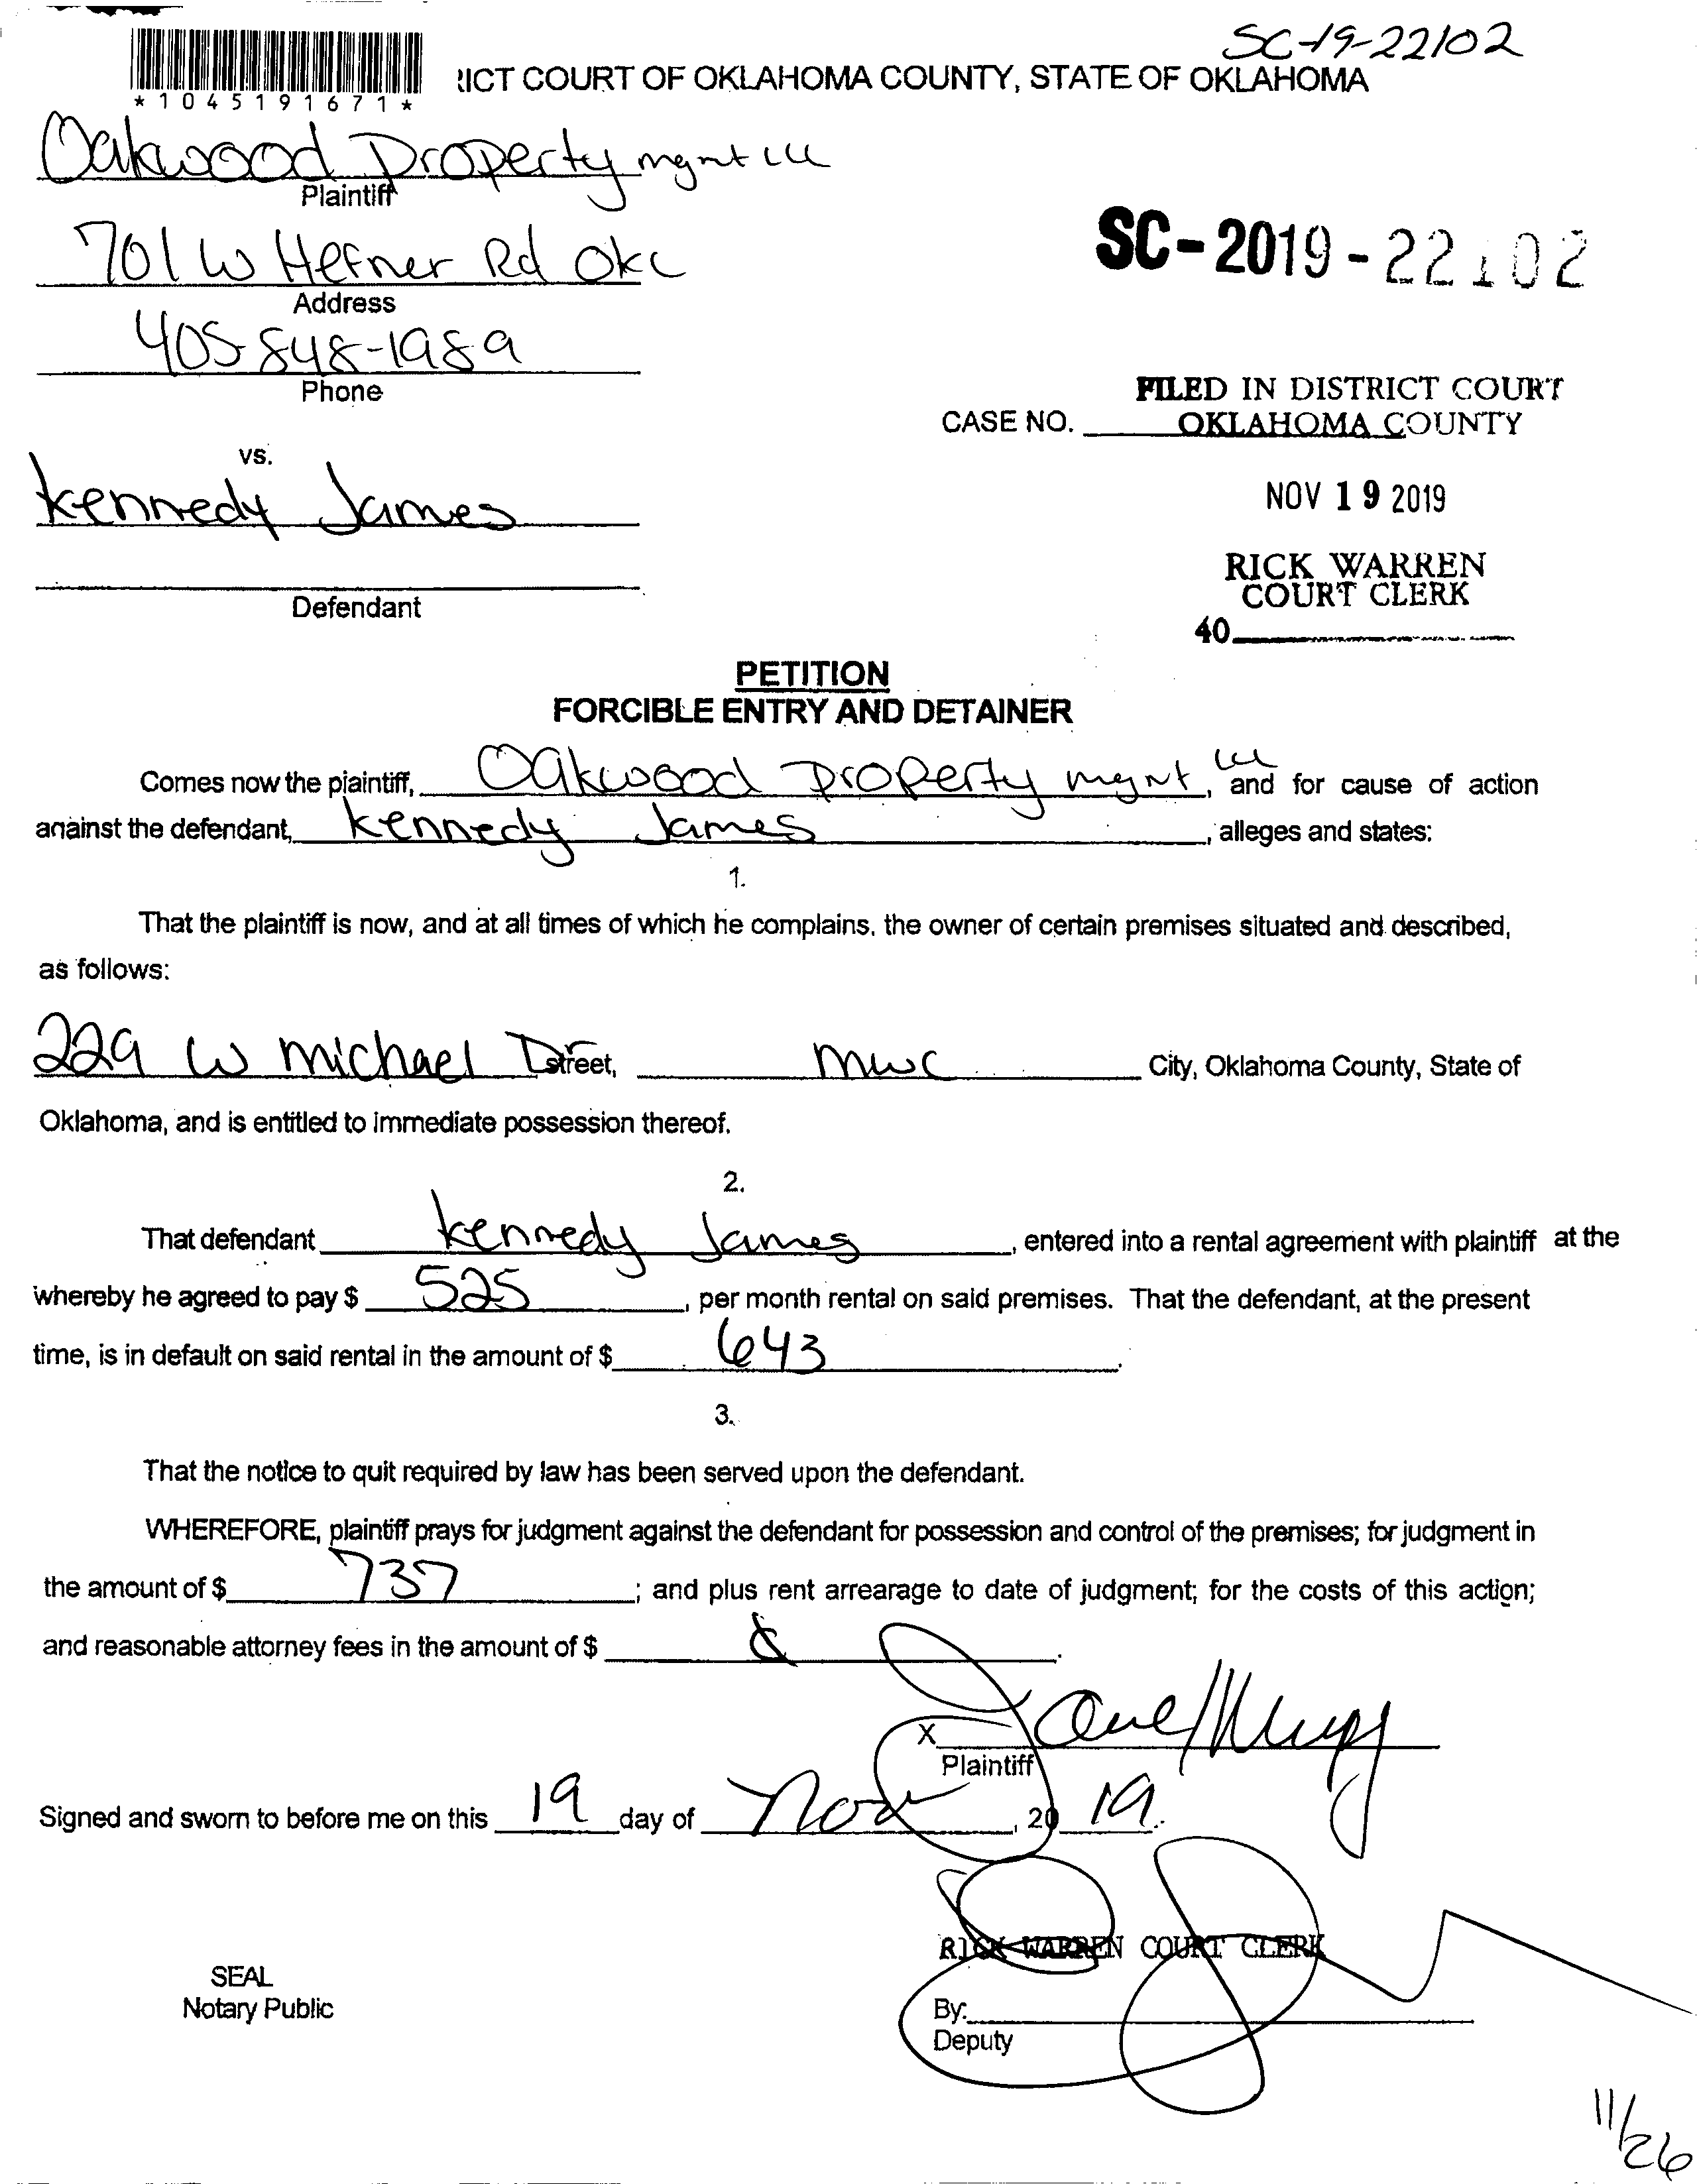 SC-19-22102
*1045191671*
RICT COURT OF OKLAHOMA COUNTY, STATE OF OKLAHOMA
Oakwood Property mgmt LLC
Plaintiff
701 W Hefner Rd OKC
Address
SC-2019-22102
405-848-1989
Phone
FILED IN DISTRICT COURT
CASE NO. OKLAHOMA COUNTY
vs.
NOV 19 2019
Kennedy James
RICK WARREN
COURT CLERK
Defendant
40
PETITION
FORCIBLE ENTRY AND DETAINER
Comes now the plaintiff, Oakwood Property mgnt LLC, and for cause of action
against the defendant, Kennedy James, alleges and states:
1.
That the plaintiff is now, and at all times of which he complains, the owner of certain premises situated and described,
as follows:
229 W Michael Dr Street, MWC City, Oklahoma County, State of
Oklahoma, and is entitled to immediate possession thereof.
2.
That defendant Kennedy James, entered into a rental agreement with plaintiff at the
whereby he agreed to pay $ 525, per month rental on said premises. That the defendant, at the present
time, is in default on said rental in the amount of $ 643.
3.
That the notice to quit required by law has been served upon the defendant.
WHEREFORE, plaintiff prays for judgment against the defendant for possession and control of the premises; for judgment in
the amount of $ 737; and plus rent arrearage to date of judgment; for the costs of this action;
and reasonable attorney fees in the amount of $
X
Plaintiff
Signed and sworn to before me on this 19 day of Nov, 20 19.
RICK WARREN COURT CLERK
SEAL
Notary Public
By:
Deputy
11/26